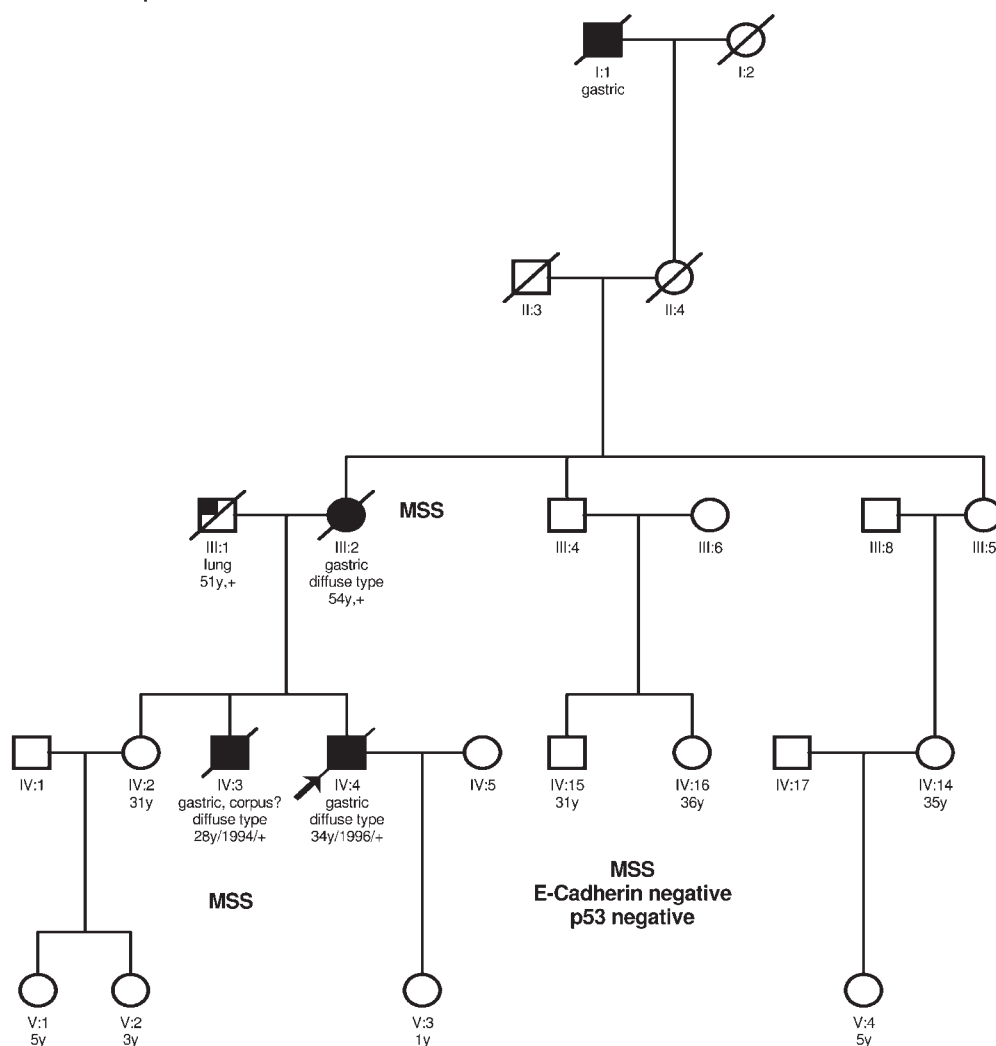 I:1
gastric
I:2
II:3
II:4
MSS
III:1
lung
51y,+
III:2
gastric
diffuse type
54y,+
III:4
III:6
III:8
III:5
IV:1
IV:2
31y
IV:3
gastric, corpus?
diffuse type
28y/1994/+
IV:4
gastric
diffuse type
34y/1996/+
IV:5
IV:15
31y
IV:16
36y
IV:17
IV:14
35y
MSS
MSS
E-Cadherin negative
p53 negative
V:1
5y
V:2
3y
V:3
1y
V:4
5y